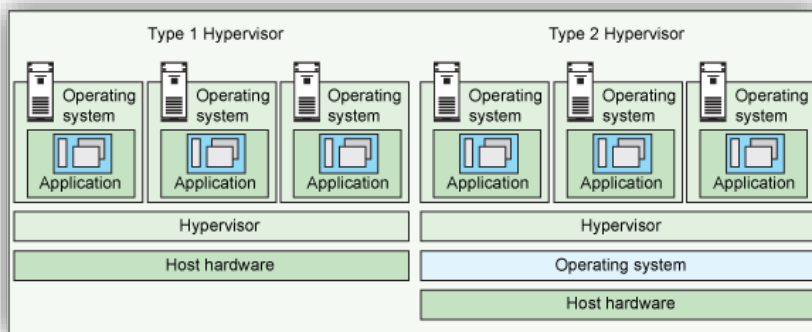 Type 1 Hypervisor
Type 2 Hypervisor
Operating system
Operating system
Operating system
Operating system
Operating system
Operating system
Application
Application
Application
Application
Application
Application
Hypervisor
Hypervisor
Host hardware
Operating system
Host hardware